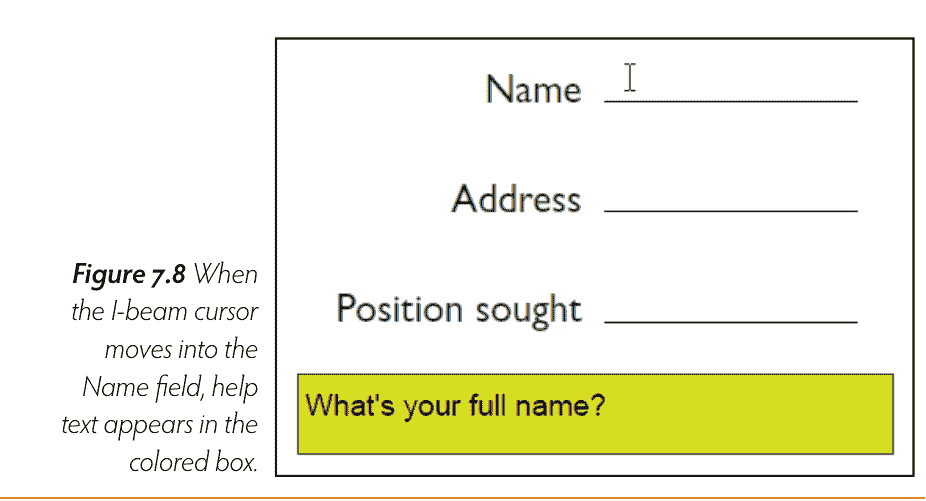 Name
Address
Position sought
What's your full name?
Figure 7.8 When
the I-beam cursor
moves into the
Name field, help
text appears in the
colored box.